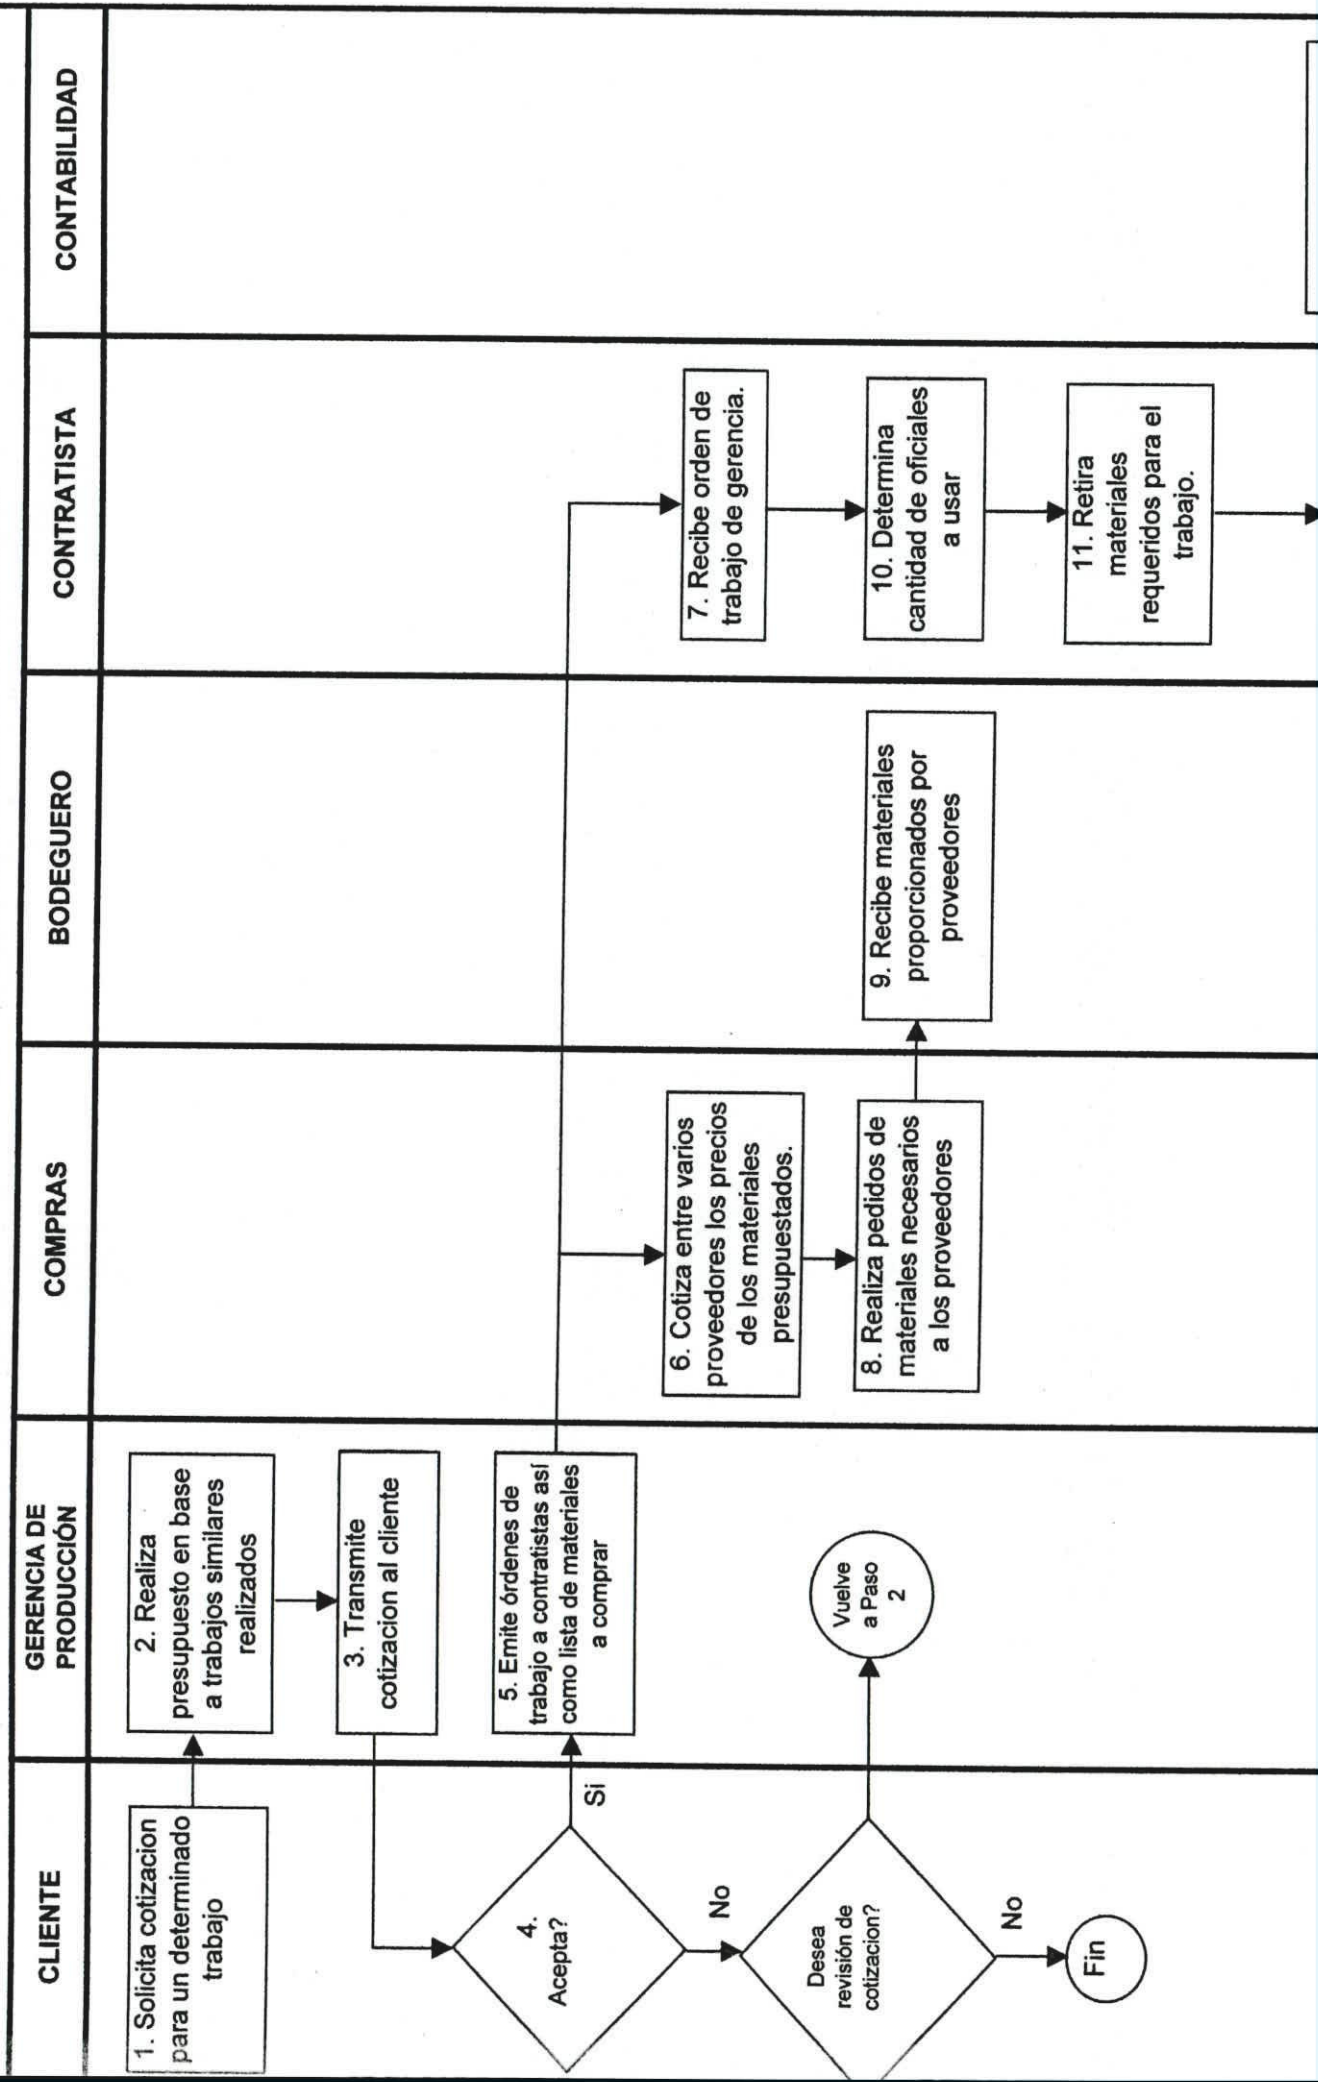 CLIENTE
GERENCIA DE
PRODUCCIÓN
COMPRAS
BODEGUERO
CONTRATISTA
CONTABILIDAD
1. Solicita cotizacion
para un determinado
trabajo
2. Realiza
presupuesto en base
a trabajos similares
realizados
3. Transmite
cotizacion al cliente
4.
Acepta?
Si
No
5. Emite órdenes de
trabajo a contratistas así
como lista de materiales
a comprar
6. Cotiza entre varios
proveedores los precios
de los materiales
presupuestados.
7. Recibe orden de
trabajo de gerencia.
Desea
revisión de
cotizacion?
No
Fin
Vuelve
a Paso
2
8. Realiza pedidos de
materiales necesarios
a los proveedores
9. Recibe materiales
proporcionados por
proveedores
10. Determina
cantidad de oficiales
a usar
11. Retira
materiales
requeridos para el
trabajo.